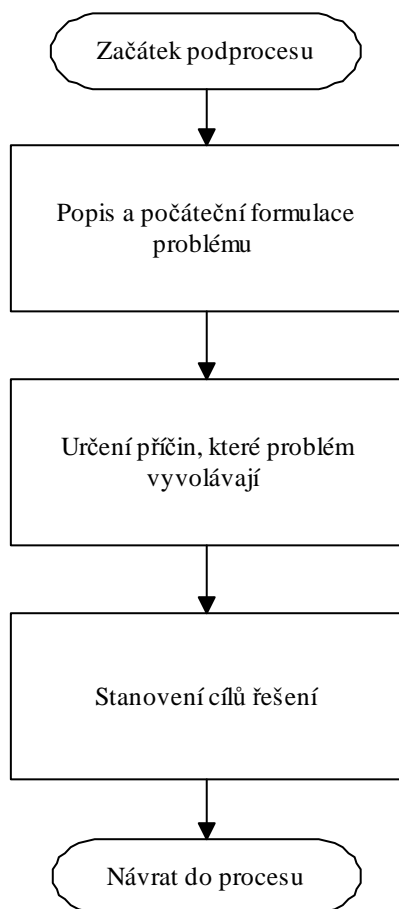 Začátek podprocesu
Popis a počáteční formulace
problému
Určení příčin, které problém
vyvolávají
Stanovení cílů řešení
Návrat do procesu